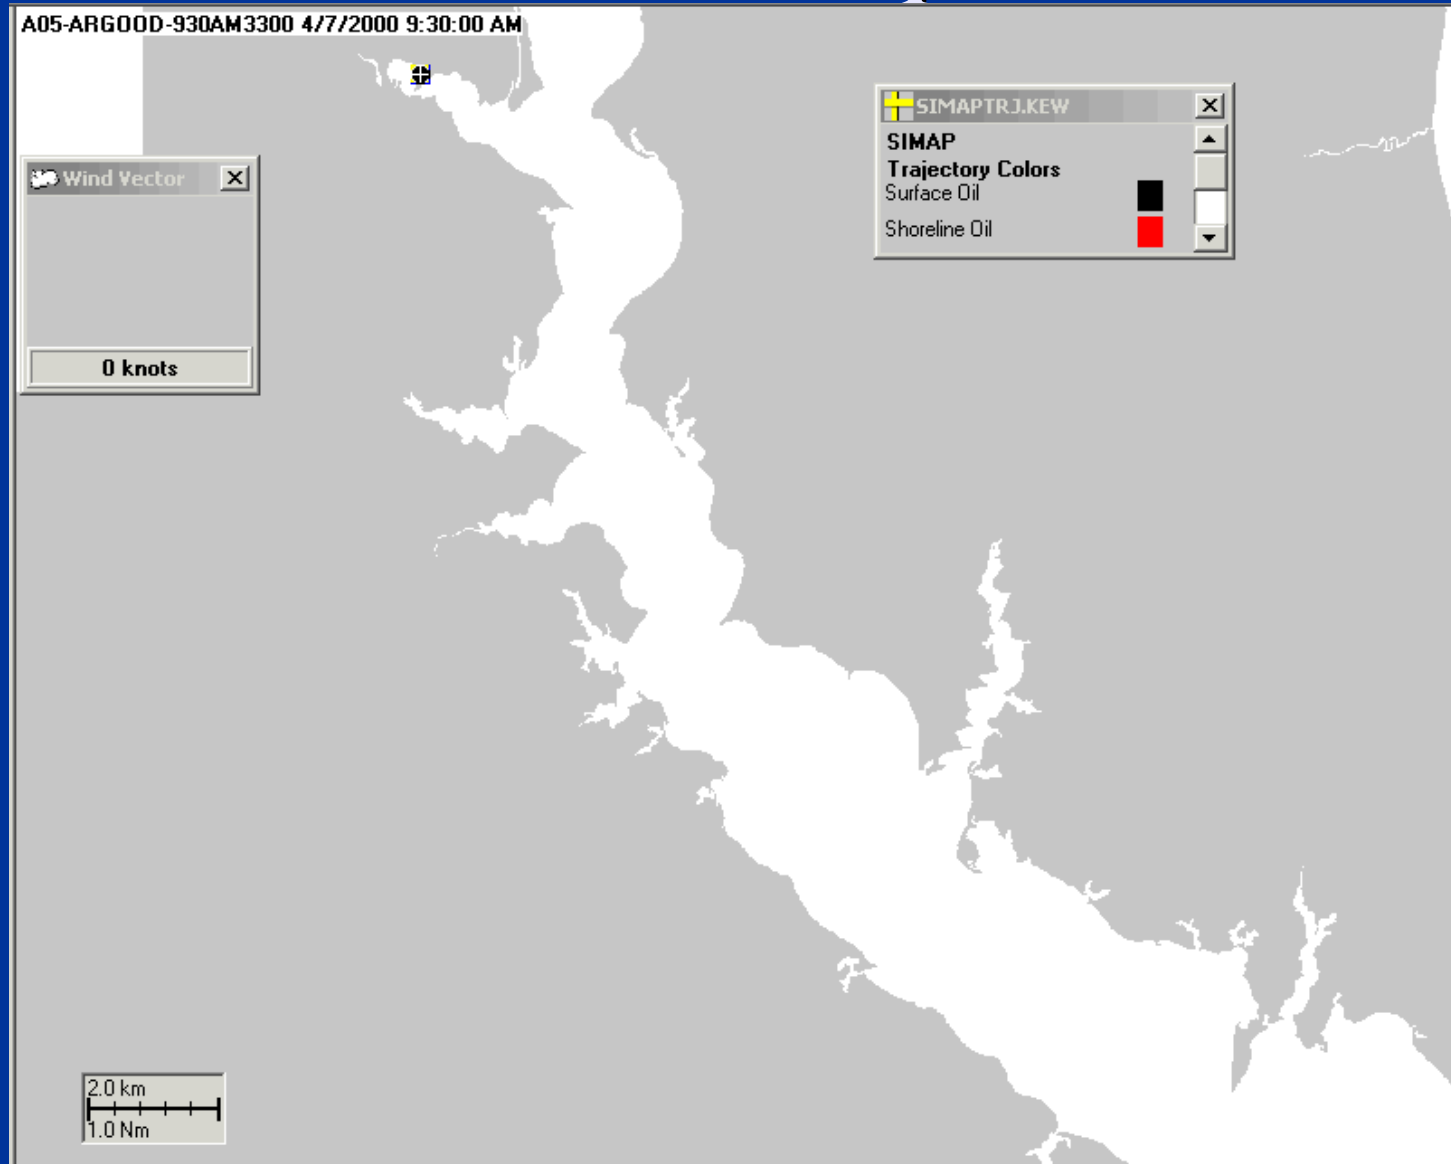 A05-ARGOOD-930AM3300 4/7/2000 9:30:00 AM
SIMAPTRJ.KEW
SIMAP
Trajectory Colors
Surface Oil
Shoreline Oil
Wind Vector
0 knots
2.0 km
1.0 Nm